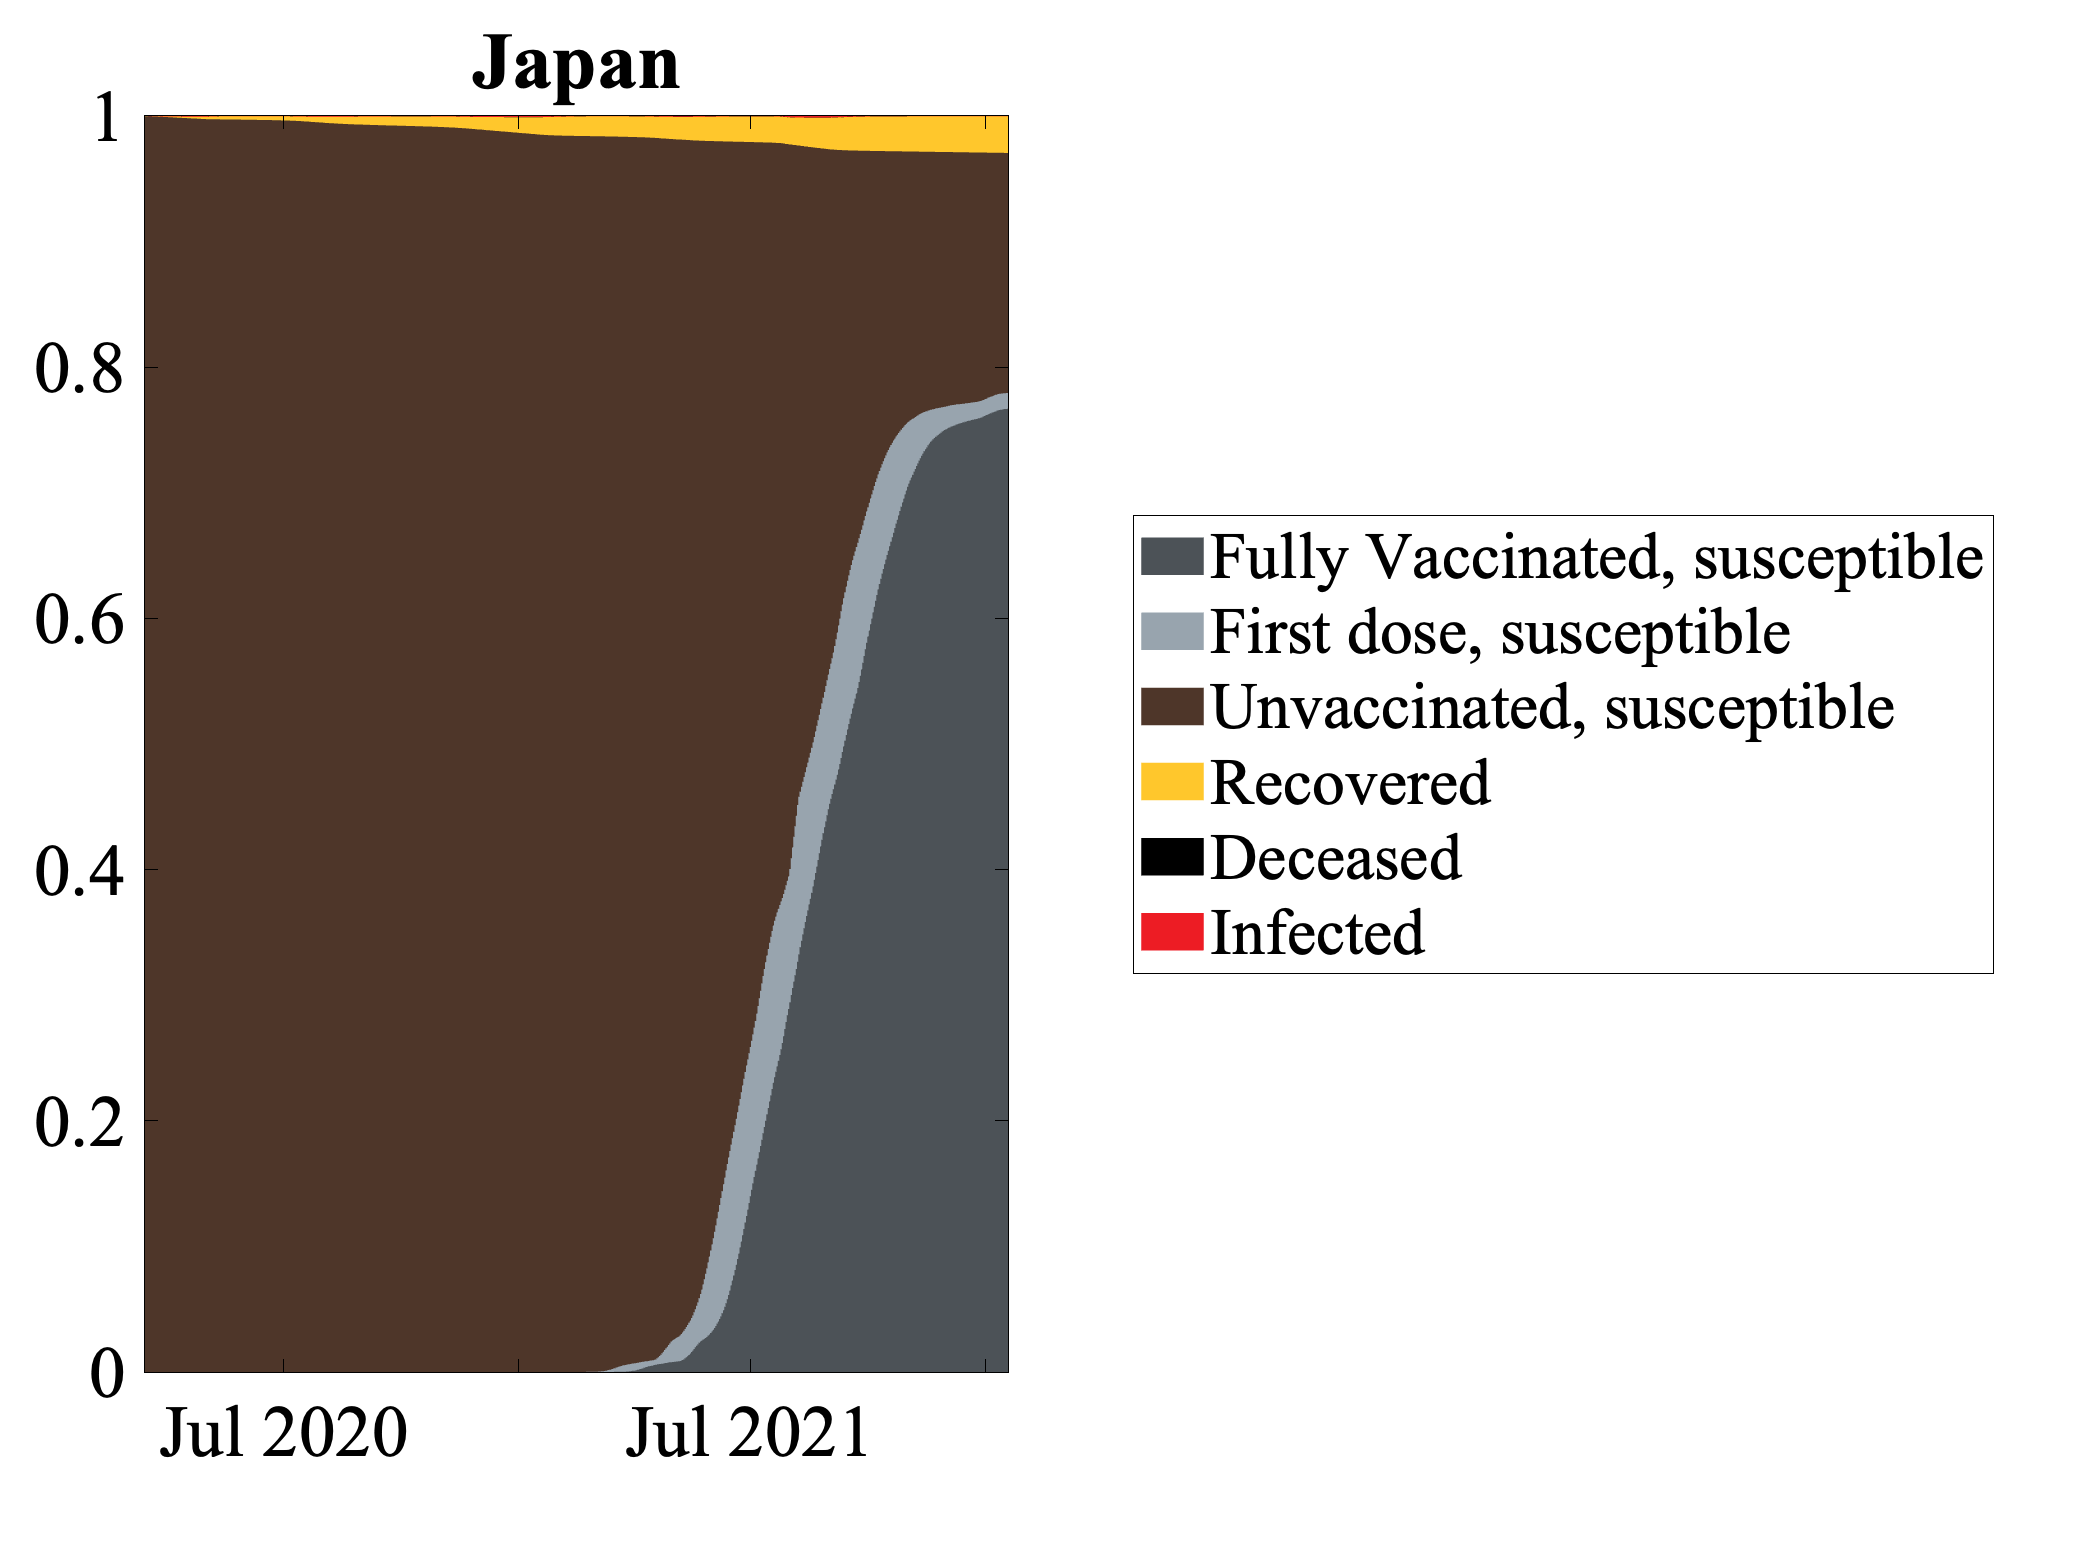 Japan
1
0.8
0.6
0.4
0.2
0
Jul 2020
Jul 2021
Fully Vaccinated, susceptible
First dose, susceptible
Unvaccinated, susceptible
Recovered
Deceased
Infected